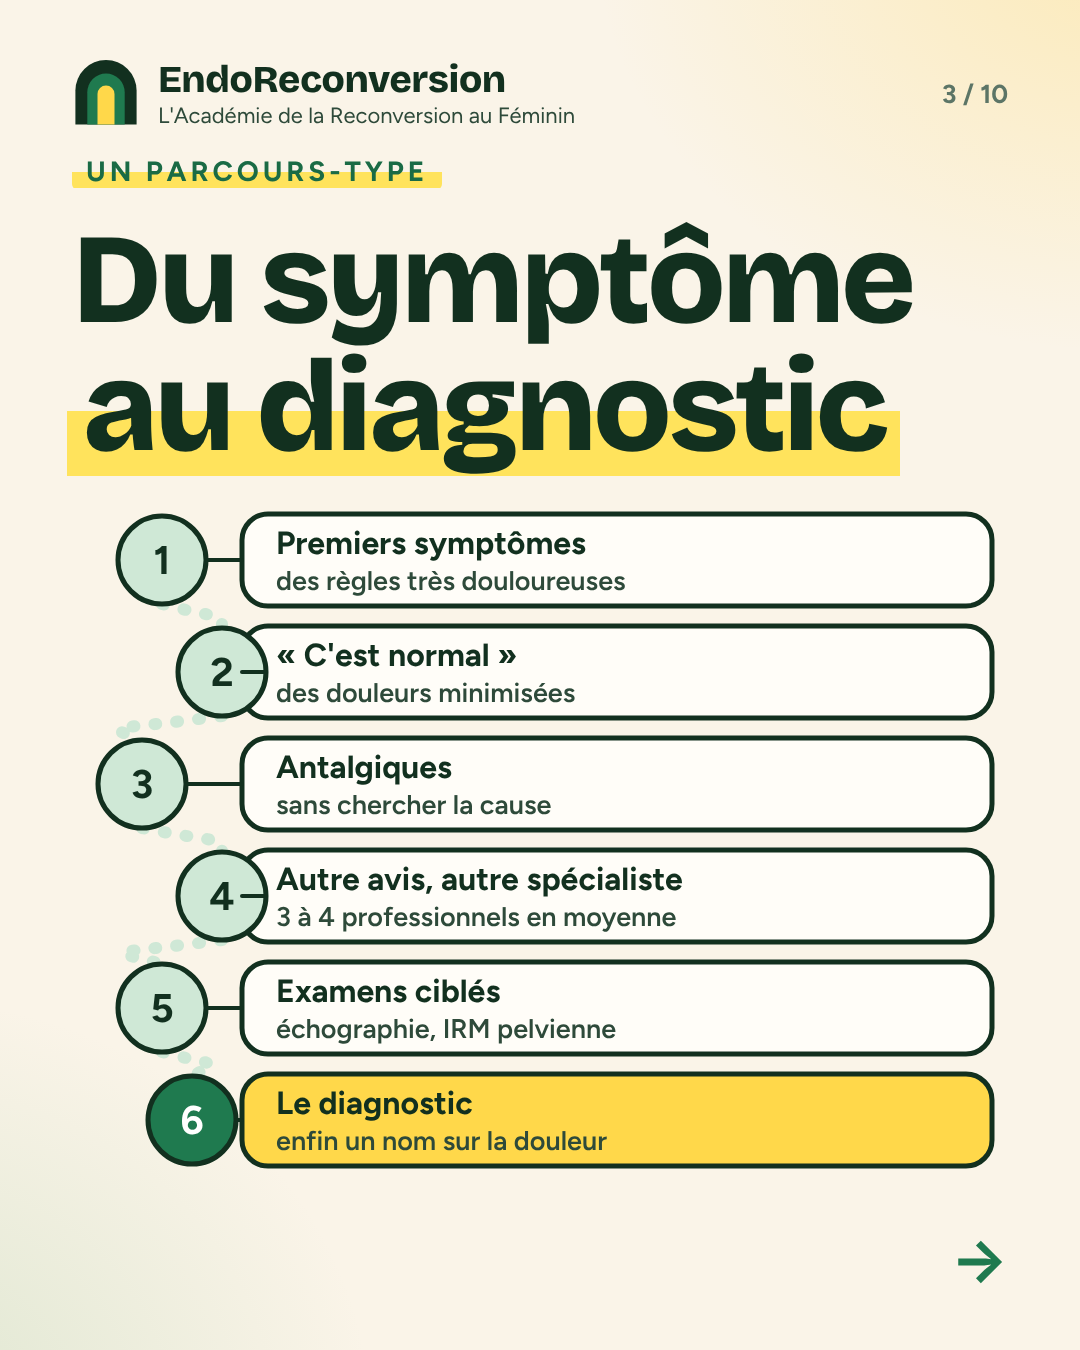 EndoReconversion
L'Académie de la Reconversion au Féminin
3 / 10
UN PARCOURS-TYPE
Du symptôme
au diagnostic
1
Premiers symptômes
des règles très douloureuses
2
« C'est normal »
des douleurs minimisées
3
Antalgiques
sans chercher la cause
4
Autre avis, autre spécialiste
3 à 4 professionnels en moyenne
5
Examens ciblés
échographie, IRM pelvienne
6
Le diagnostic
enfin un nom sur la douleur